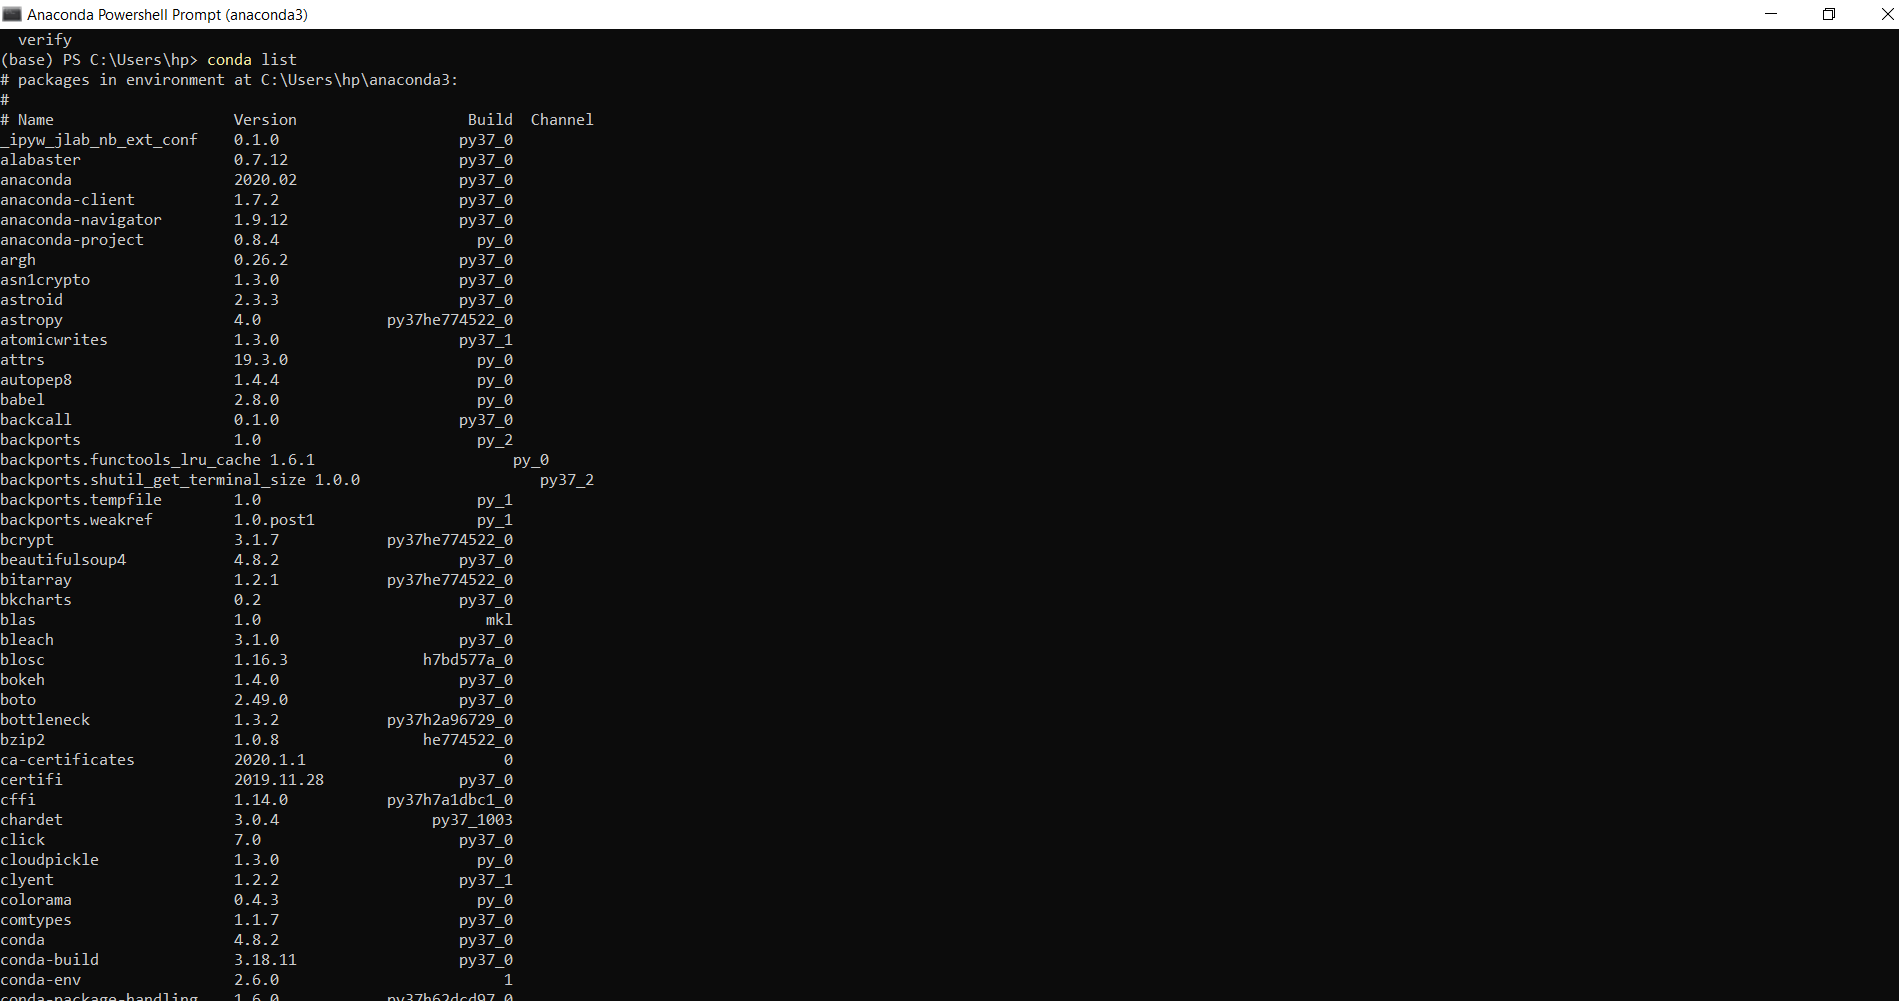 Anaconda Powershell Prompt (anaconda3)
verify
(base) PS C:\Users\hp> conda list
# packages in environment at C:\Users\hp\anaconda3:
#
# Name Version Build Channel
_ipyw_jlab_nb_ext_conf 0.1.0 py37_0
alabaster 0.7.12 py37_0
anaconda 2020.02 py37_0
anaconda-client 1.7.2 py37_0
anaconda-navigator 1.9.12 py37_0
anaconda-project 0.8.4 py_0
argh 0.26.2 py37_0
asn1crypto 1.3.0 py37_0
astroid 2.3.3 py37_0
astropy 4.0 py37he774522_0
atomicwrites 1.3.0 py37_1
attrs 19.3.0 py_0
autopep8 1.4.4 py_0
babel 2.8.0 py_0
backcall 0.1.0 py37_0
backports 1.0 py_2
backports.functools_lru_cache 1.6.1 py_0
backports.shutil_get_terminal_size 1.0.0 py37_2
backports.tempfile 1.0 py_1
backports.weakref 1.0.post1 py_1
bcrypt 3.1.7 py37he774522_0
beautifulsoup4 4.8.2 py37_0
bitarray 1.2.1 py37he774522_0
bkcharts 0.2 py37_0
blas 1.0 mkl
bleach 3.1.0 py37_0
blosc 1.16.3 h7bd577a_0
bokeh 1.4.0 py37_0
boto 2.49.0 py37_0
bottleneck 1.3.2 py37h2a96729_0
bzip2 1.0.8 he774522_0
ca-certificates 2020.1.1 0
certifi 2019.11.28 py37_0
cffi 1.14.0 py37h7a1dbc1_0
chardet 3.0.4 py37_1003
click 7.0 py37_0
cloudpickle 1.3.0 py_0
clyent 1.2.2 py37_1
colorama 0.4.3 py_0
comtypes 1.1.7 py37_0
conda 4.8.2 py37_0
conda-build 3.18.11 py37_0
conda-env 2.6.0 1
conda-package-handling 1.6.0 py37h62dcd97_0